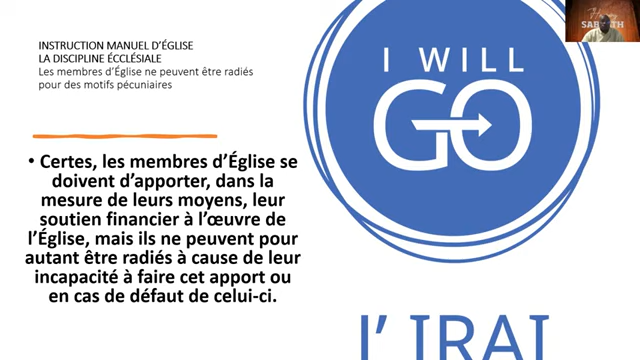 INSTRUCTION MANUEL D'ÉGLISE
LA DISCIPLINE ÉCCLÉSIALE
Les membres d'Église ne peuvent être radiés
pour des motifs pécuniaires
• Certes, les membres d'Église se
doivent d'apporter, dans la
mesure de leurs moyens, leur
soutien financier à l'œuvre de
l'Église, mais ils ne peuvent pour
autant être radiés à cause de leur
incapacité à faire cet apport ou
en cas de défaut de celui-ci.
I WILL
GO
J' IRAI
SABBATH